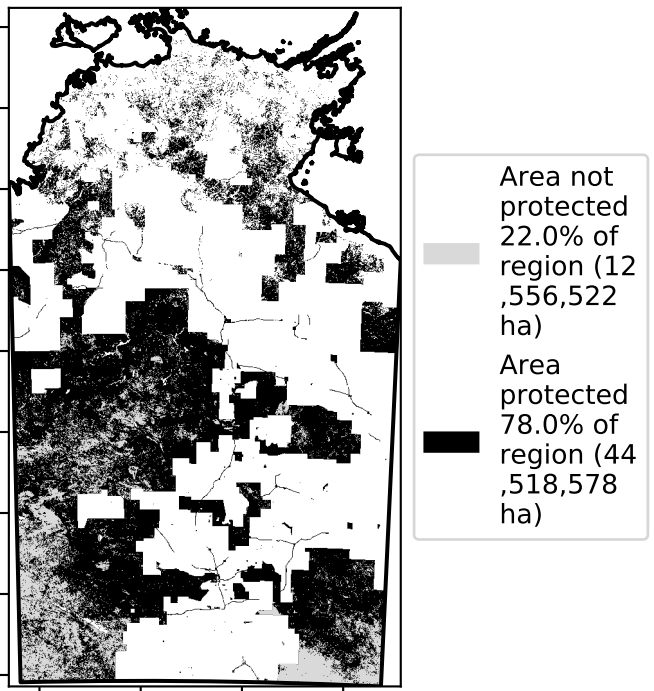 Area not
protected
22.0% of
region (12
,556,522
ha)
Area
protected
78.0% of
region (44
,518,578
ha)